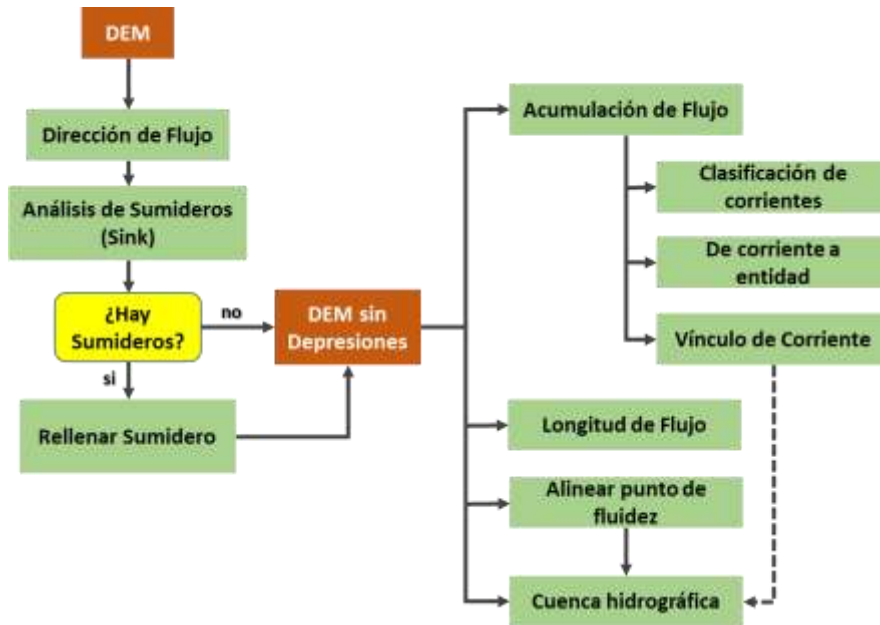 DEM
Dirección de Flujo
Análisis de Sumideros
(Sink)
¿Hay
Sumideros?
no
si
Rellenar Sumidero
DEM sin
Depresiones
Acumulación de Flujo
Clasificación de
corrientes
De corriente a
entidad
Vínculo de Corriente
Longitud de Flujo
Alinear punto de
fluidez
Cuenca hidrográfica